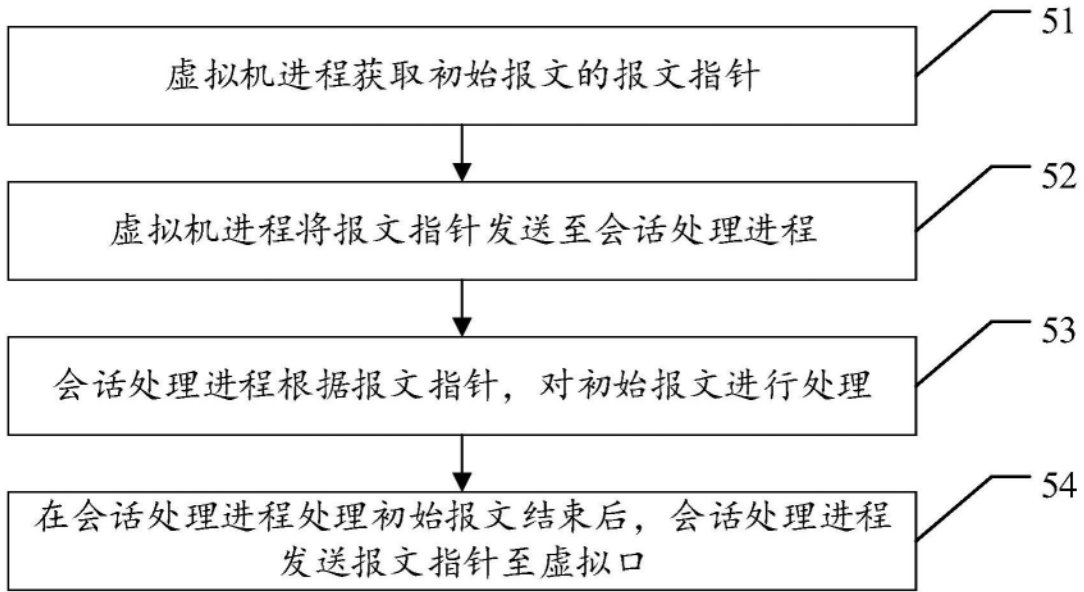 51
虚拟机进程获取初始报文的报文指针
52
虚拟机进程将报文指针发送至会话处理进程
53
会话处理进程根据报文指针，对初始报文进行处理
54
在会话处理进程处理初始报文结束后，会话处理进程
发送报文指针至虚拟口